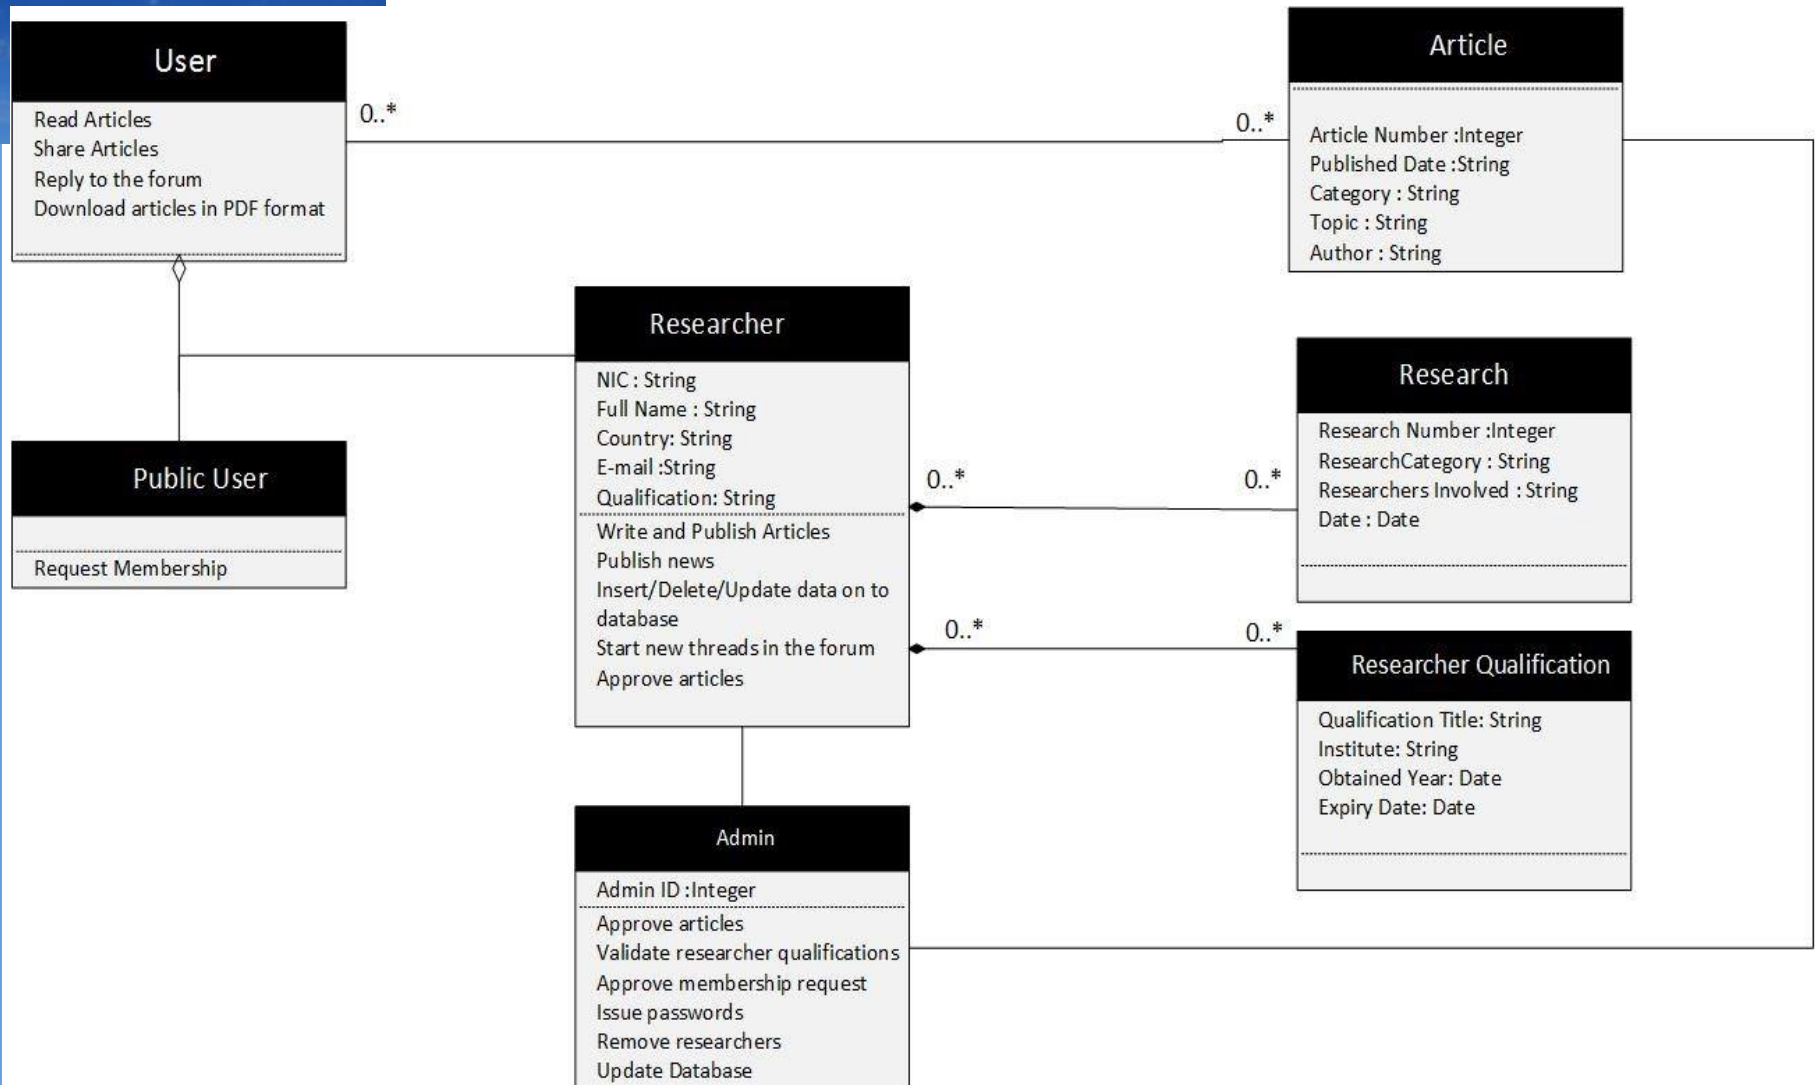 User
Read Articles
Share Articles
Reply to the forum
Download articles in PDF format
0..*
0..*
Article
Article Number :Integer
Published Date :String
Category : String
Topic : String
Author : String
Public User
Request Membership
Researcher
NIC : String
Full Name : String
Country: String
E-mail :String
Qualification: String
Write and Publish Articles
Publish news
Insert/Delete/Update data on to
database
Start new threads in the forum
Approve articles
0..*
0..*
Research
Research Number :Integer
ResearchCategory : String
Researchers Involved : String
Date : Date
0..*
0..*
Researcher Qualification
Qualification Title: String
Institute: String
Obtained Year: Date
Expiry Date: Date
Admin
Admin ID :Integer
Approve articles
Validate researcher qualifications
Approve membership request
Issue passwords
Remove researchers
Update Database